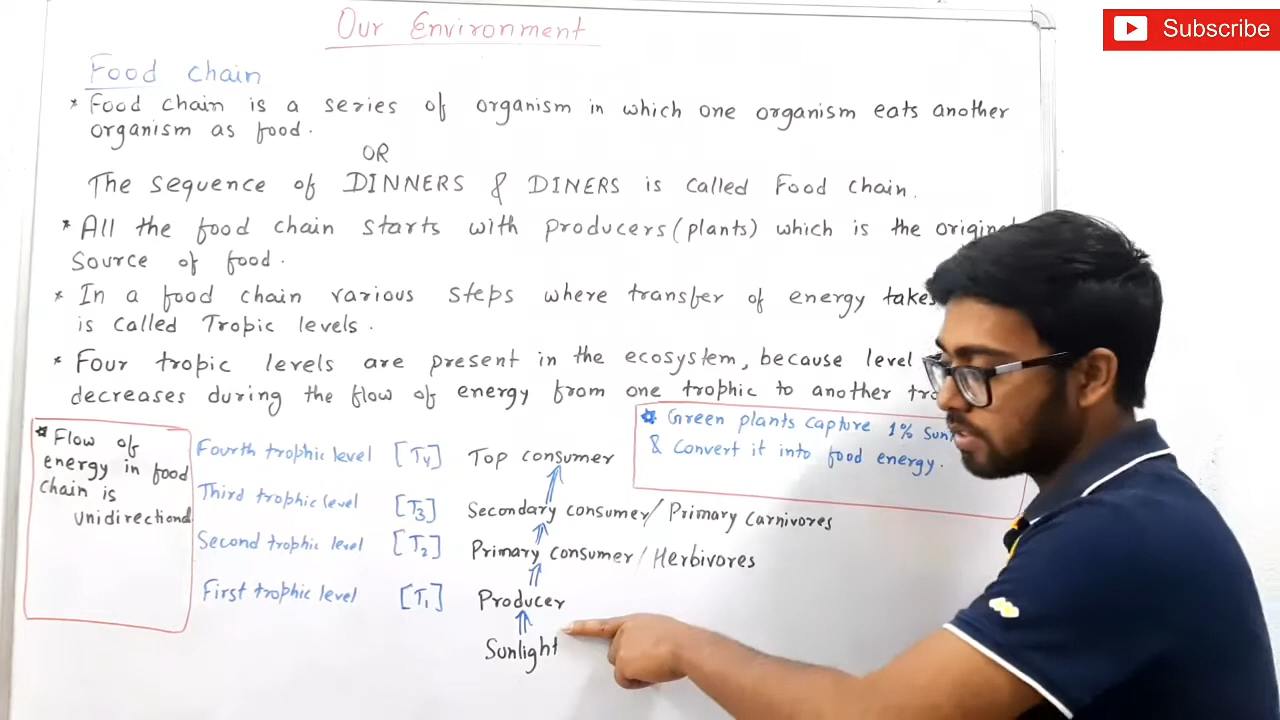 Our Environment
Subscribe
Food chain
* Food chain is a series of organism in which one organism eats another
organism as food.
OR
The sequence of DINNERS & DINERS is called Food chain.
* All the food chain starts with producers (plants) which is the origin
Source of food.
* In a food chain various steps where transfer of energy takes
is called Tropic levels.
* Four tropic levels are present in the ecosystem, because level
decreases during the flow of energy from one trophic to another tro
* Flow of
energy in food
chain is
unidirectional
Fourth trophic level [T4] Top consumer
Third trophic level [T3] Secondary consumer/ Primary Carnivores
Second trophic level [T2] Primary consumer / Herbivores
First trophic level [T1] Producer
Sunlight
* Green plants capture 1% sun
& Convert it into food energy.